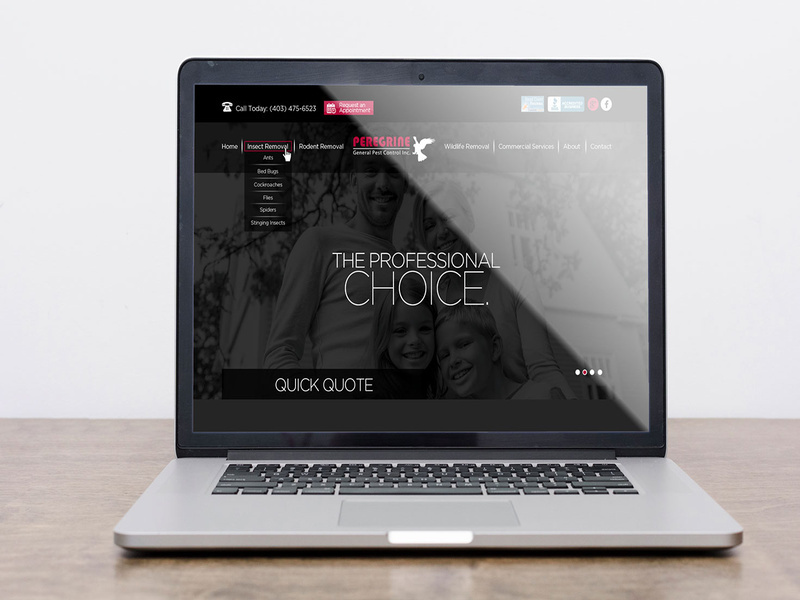 Call Today: (403) 475-6523
Request an
Appointment
Home
Insect Removal
Rodent Removal
PEREGRINE
General Pest Control Inc.
Wildlife Removal
Commercial Services
About
Contact
Ants
Bed Bugs
Cockroaches
Flies
Spiders
Stinging Insects
THE PROFESSIONAL
CHOICE.
QUICK QUOTE